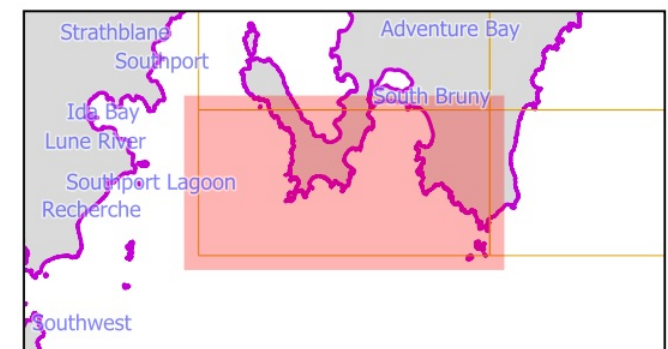 Strathblane
Adventure Bay
Southport
South Bruny
Ida Bay
Lune River
Southport Lagoon
Recherche
Southwest